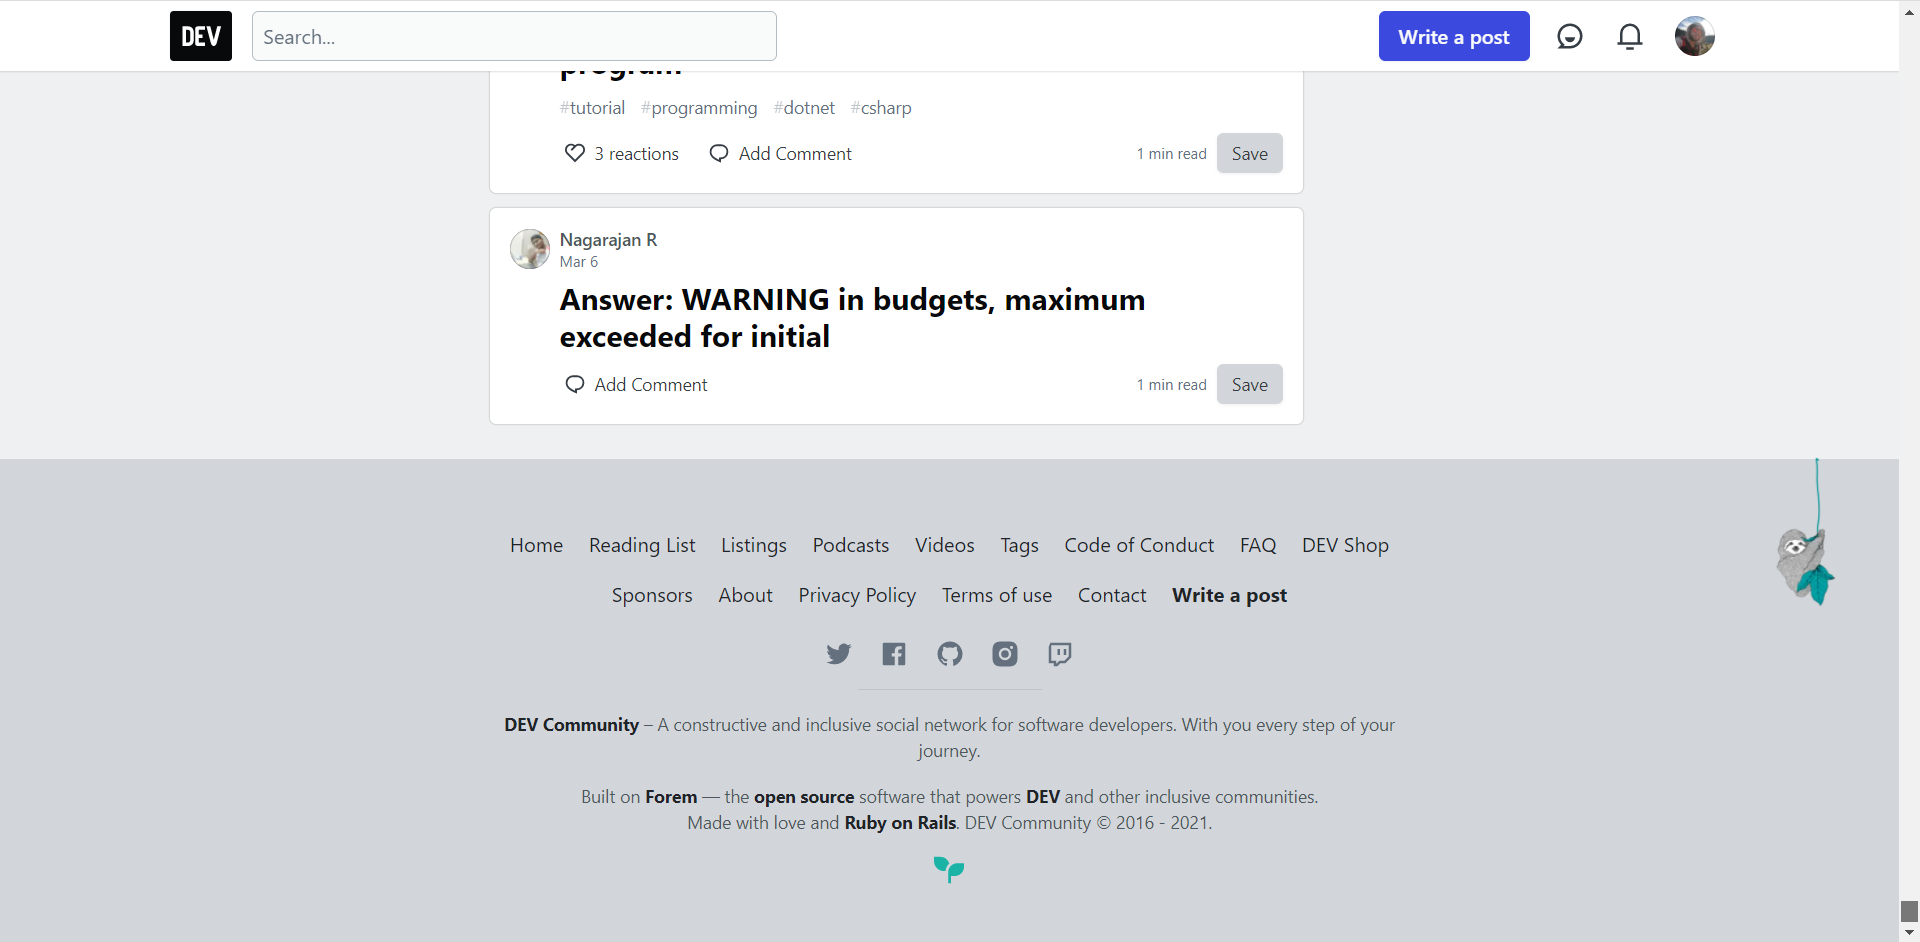 DEV
Search...
Write a post
program
#tutorial #programming #dotnet #csharp
3 reactions Add Comment 1 min read Save
Nagarajan R
Mar 6
Answer: WARNING in budgets, maximum
exceeded for initial
Add Comment 1 min read Save
Home Reading List Listings Podcasts Videos Tags Code of Conduct FAQ DEV Shop
Sponsors About Privacy Policy Terms of use Contact Write a post
DEV Community – A constructive and inclusive social network for software developers. With you every step of your
journey.
Built on Forem — the open source software that powers DEV and other inclusive communities.
Made with love and Ruby on Rails. DEV Community © 2016 - 2021.